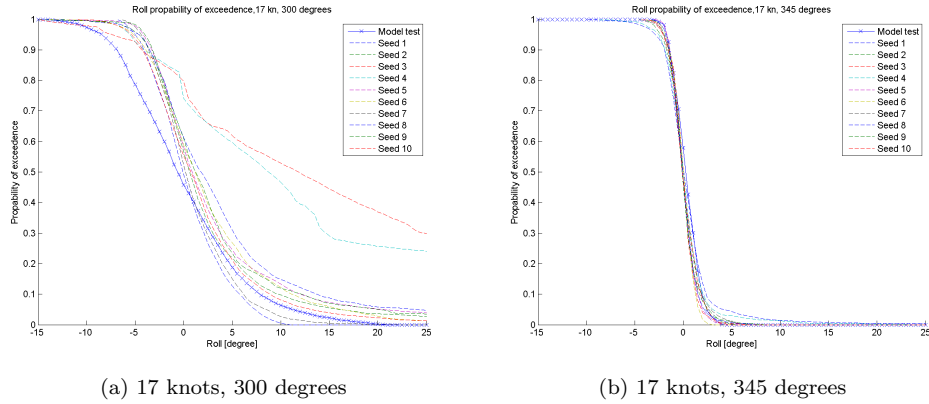 Roll propability of exceedence,17 kn, 300 degrees
1
0.9
0.8
0.7
0.6
0.5
0.4
0.3
0.2
0.1
0
Propability of exceedence
-15 -10 -5 0 5 10 15 20 25
Roll [degree]
Model test
Seed 1
Seed 2
Seed 3
Seed 4
Seed 5
Seed 6
Seed 7
Seed 8
Seed 9
Seed 10
(a) 17 knots, 300 degrees
Roll propability of exceedence,17 kn, 345 degrees
1
0.9
0.8
0.7
0.6
0.5
0.4
0.3
0.2
0.1
0
Propability of exceedence
-15 -10 -5 0 5 10 15 20 25
Roll [degree]
Model test
Seed 1
Seed 2
Seed 3
Seed 4
Seed 5
Seed 6
Seed 7
Seed 8
Seed 9
Seed 10
(b) 17 knots, 345 degrees